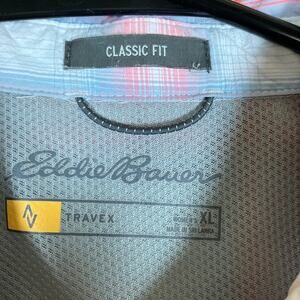 CLASSIC FIT
Eddie Bauer
TRAVEX
WOMEN'S XL
MADE IN SRI LANKA